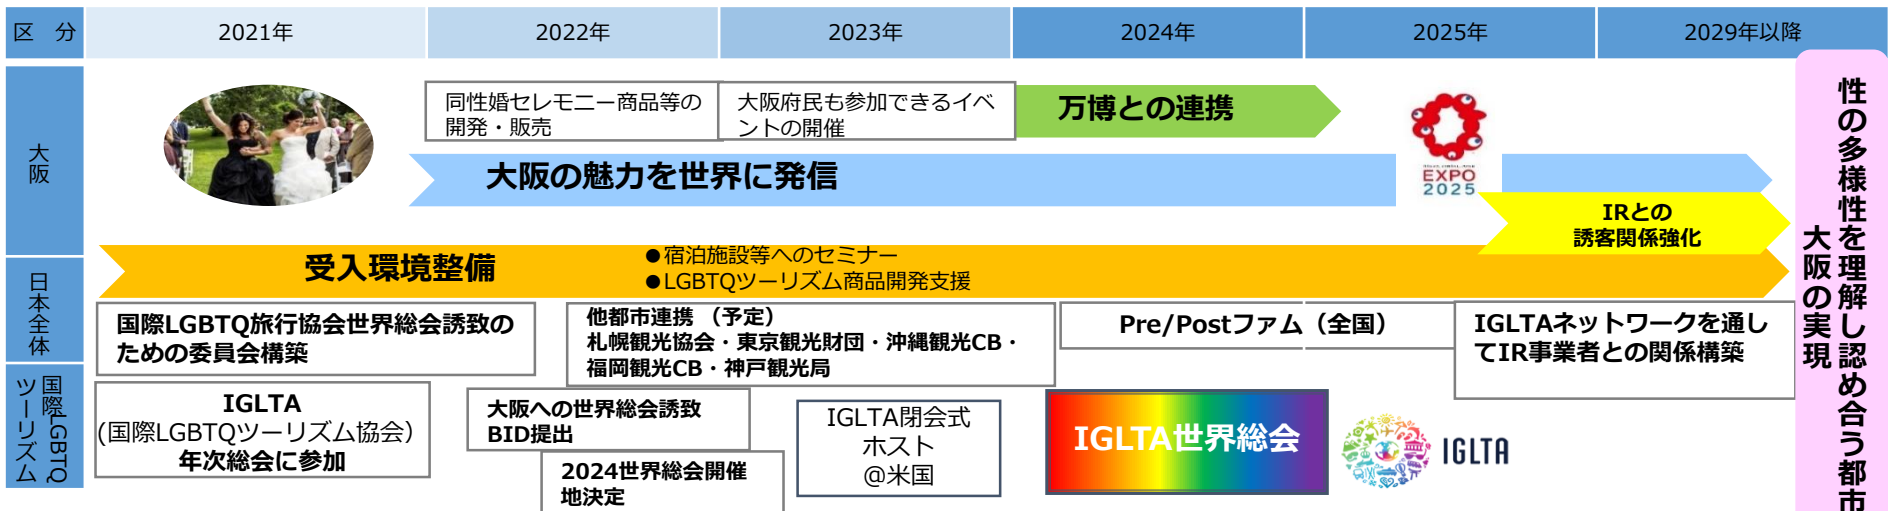 区 分
2021年
2022年
2023年
2024年
2025年
2029年以降
大阪
同性婚セレモニー商品等の
開発・販売
大阪府民も参加できるイベ
ントの開催
万博との連携
大阪の魅力を世界に発信
EXPO
2025
IRとの
誘客関係強化
受入環境整備
●宿泊施設等へのセミナー
●LGBTQツーリズム商品開発支援
日本全体
国際LGBTQ旅行協会世界総会誘致の
ための委員会構築
他都市連携 （予定）
札幌観光協会・東京観光財団・沖縄観光CB・
福岡観光CB・神戸観光局
Pre/Postファム（全国）
IGLTAネットワークを通し
てIR事業者との関係構築
国際LGBTQ
ツーリズム
IGLTA
(国際LGBTQツーリズム協会）
年次総会に参加
大阪への世界総会誘致
BID提出
2024世界総会開催
地決定
IGLTA閉会式
ホスト
@米国
IGLTA世界総会
IGLTA
性の多様性を理解し認め合う都市
大阪の実現